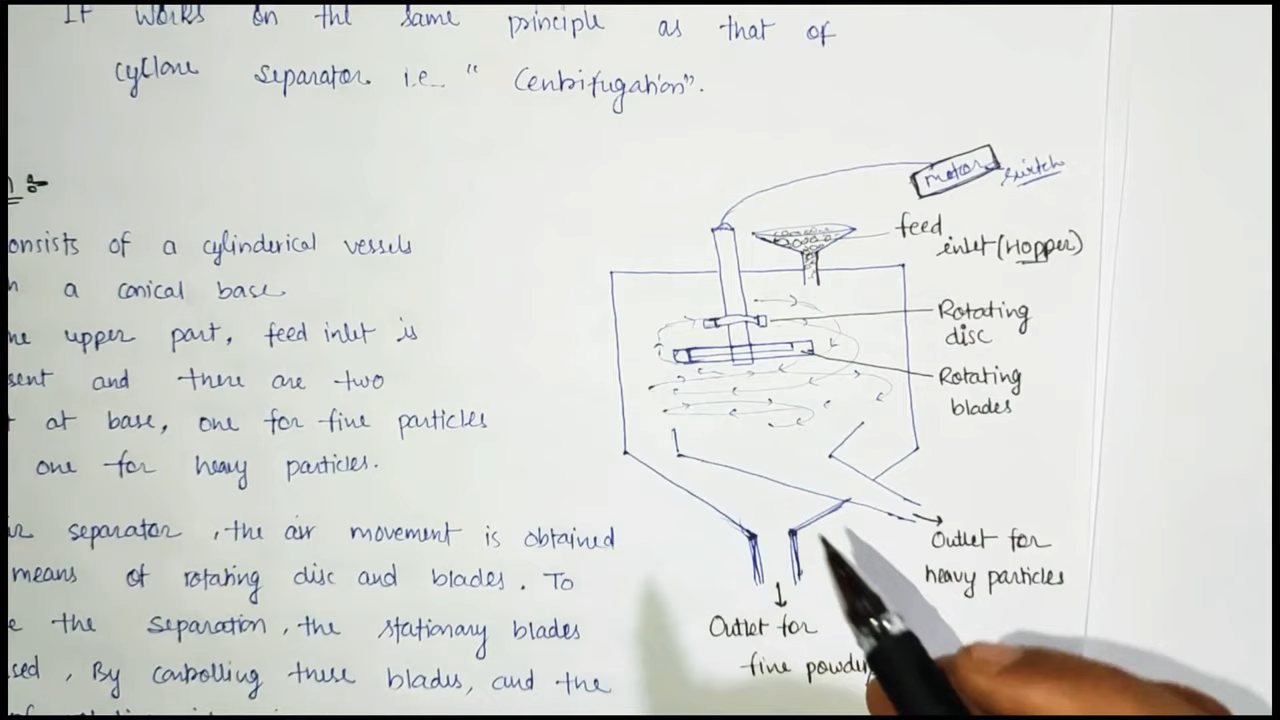 It works on the same principle as that of
cyclone separator i.e. " Centrifugation".
onsists of a cylinderical vessels
a conical base
upper part, feed inlet is
sent and there are two
at base, one for fine particles
one for heavy particles.
separator, the air movement is obtained
means of rotating disc and blades. To
the separation, the stationary blades
sed, By controlling these blades, and the
motor
switch
feed
inlet (Hopper)
Rotating
disc
Rotating
blades
Outlet for
heavy particles
Outlet for
fine powdu